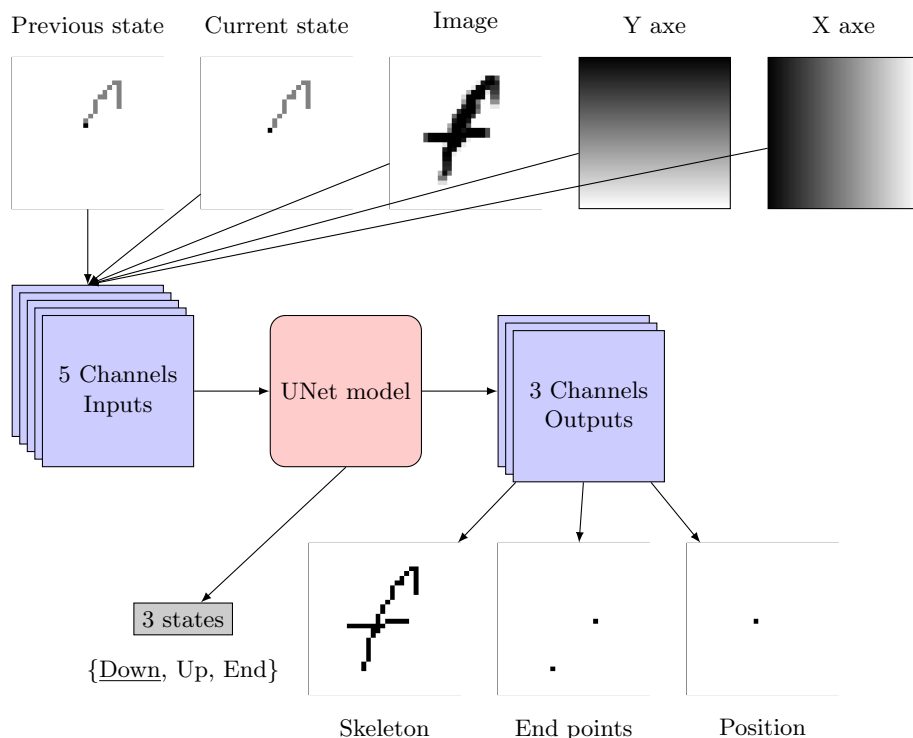 Previous state
Current state
Image
Y axe
X axe
5 Channels
Inputs
UNet model
3 Channels
Outputs
3 states
{Down, Up, End}
Skeleton
End points
Position